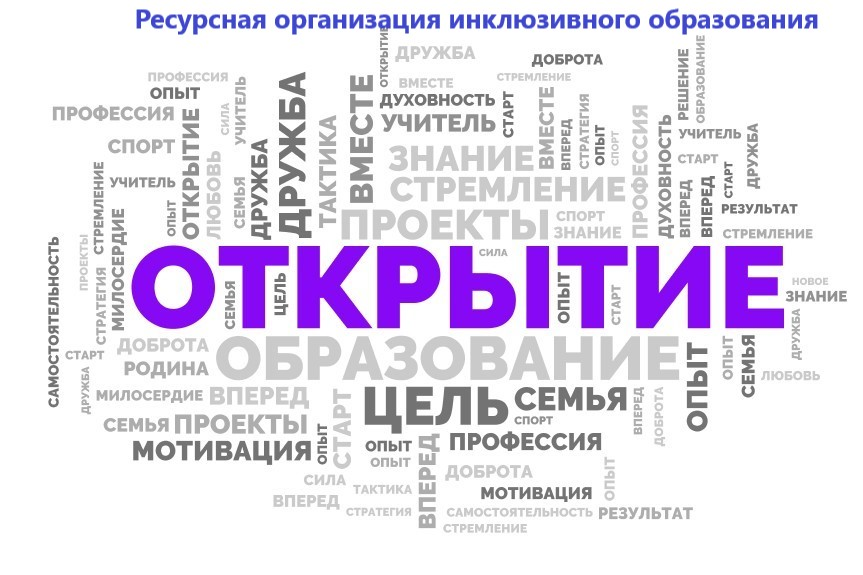 Ресурсная организация инклюзивного образования
ОТКРЫТИЕ
ДРУЖБА
ДОБРОТА
РЕШЕНИЕ
ОБРАЗОВАНИЕ
ПРОФЕССИЯ
ОПЫТ
СИЛА
УЧИТЕЛЬ
ДРУЖБА
ВМЕСТЕ
ВМЕСТЕ
СТРЕМЛЕНИЕ
ДУХОВНОСТЬ
СТАРТ
ВМЕСТЕ
СТРАТЕГИЯ
ПРОФЕССИЯ
ОТКРЫТИЕ
ТАКТИКА
УЧИТЕЛЬ
ВПЕРЕД
ОПЫТ
СПОРТ
ПРОФЕССИЯ
ДУХОВНОСТЬ
УЧИТЕЛЬ
ДРУЖБА
СПОРТ
ЛЮБОВЬ
ДРУЖБА
ЗНАНИЕ
СТАРТ
СТРЕМЛЕНИЕ
УЧИТЕЛЬ
СЕМЬЯ
СТРЕМЛЕНИЕ
ВПЕРЕД
ВПЕРЕД
СТАРТ
ОПЫТ
ПРОЕКТЫ
СПОРТ
ЗНАНИЕ
РЕЗУЛЬТАТ
СТРЕМЛЕНИЕ
САМОСТОЯТЕЛЬНОСТЬ
ПРОЕКТЫ
СТРАТЕГИЯ
МИЛОСЕРДИЕ
ОТКРЫТИЕ
СИЛА
СЕМЬЯ
ЦЕЛЬ
ОПЫТ
СТАРТ
НОВОЕ
ЗНАНИЕ
ДРУЖБА
ДОБРОТА
ОБРАЗОВАНИЕ
СТАРТ
РОДИНА
ОПЫТ
ОПЫТ
СЕМЬЯ
ЛЮБОВЬ
ДРУЖБА
МИЛОСЕРДИЕ
ВПЕРЕД
ЦЕЛЬ
СЕМЬЯ
ВПЕРЕД
ДОБРОТА
СЕМЬЯ
ПРОЕКТЫ
СТАРТ
СПОРТ
МОТИВАЦИЯ
ОПЫТ
ОПЫТ
ПРОФЕССИЯ
ОПЫТ
ВПЕРЕД
ДОБРОТА
ОПЫТ
СИЛА
ТАКТИКА
МОТИВАЦИЯ
ВПЕРЕД
СТРАТЕГИЯ
САМОСТОЯТЕЛЬНОСТЬ
РЕЗУЛЬТАТ
СТРЕМЛЕНИЕ